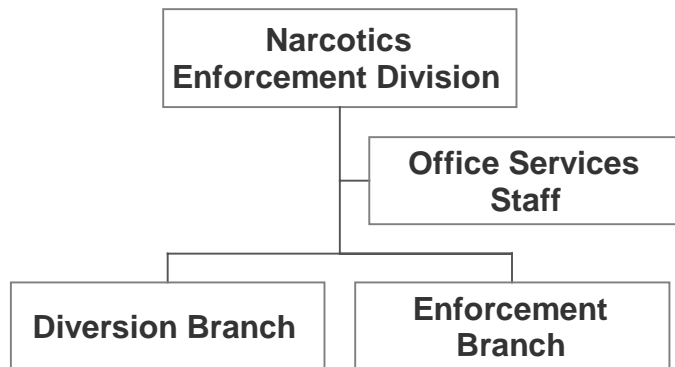 Narcotics
Enforcement Division
Office Services
Staff
Diversion Branch
Enforcement
Branch